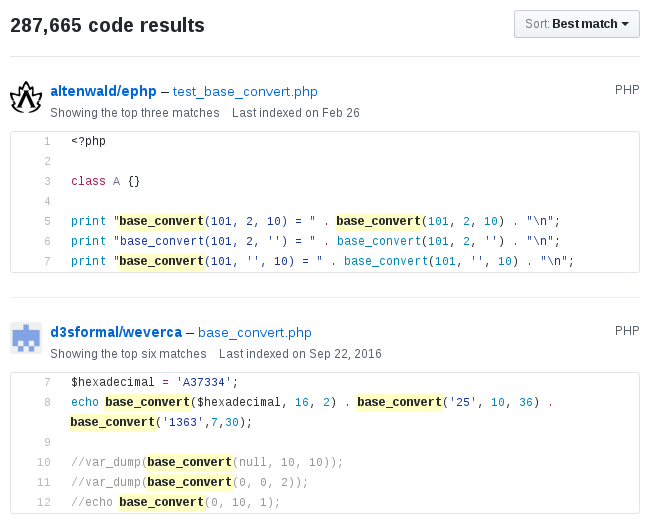 287,665 code results
Sort: Best match
altenwald/ephp – test_base_convert.php
PHP
Showing the top three matches Last indexed on Feb 26
1 <?php
2
3 class A {}
4
5 print "base_convert(101, 2, 10) = " . base_convert(101, 2, 10) . "\n";
6 print "base_convert(101, 2, '') = " . base_convert(101, 2, '') . "\n";
7 print "base_convert(101, '', 10) = " . base_convert(101, '', 10) . "\n";
d3sformal/weverca – base_convert.php
PHP
Showing the top six matches Last indexed on Sep 22, 2016
7 $hexadecimal = 'A37334';
8 echo base_convert($hexadecimal, 16, 2) . base_convert('25', 10, 36) .
base_convert('1363',7,30);
9
10 //var_dump(base_convert(null, 10, 10));
11 //var_dump(base_convert(0, 0, 2));
12 //echo base_convert(0, 10, 1);